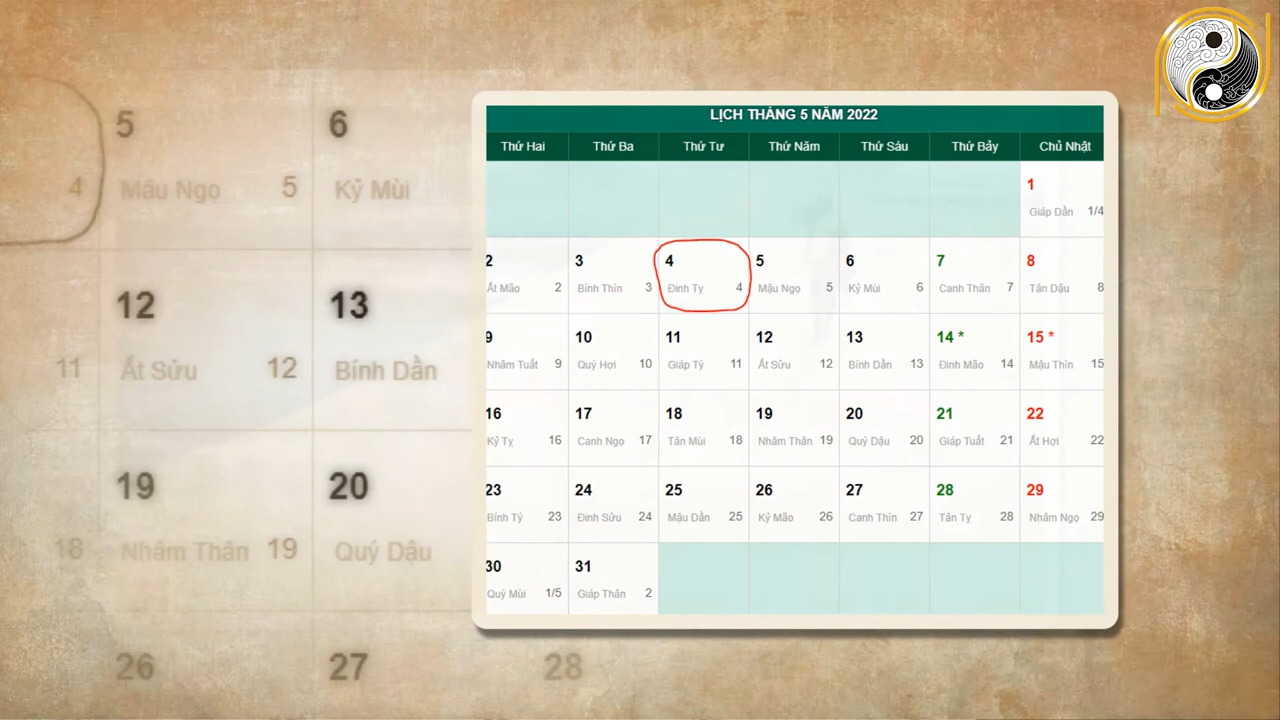 LỊCH THÁNG 5 NĂM 2022
Thứ Hai Thứ Ba Thứ Tư Thứ Năm Thứ Sáu Thứ Bảy Chủ Nhật
1
Giáp Dần 1/4
2 3 4 5 6 7 8
Ất Mão 2 Bính Thìn 3 Đinh Tỵ 4 Mậu Ngọ 5 Kỷ Mùi 6 Canh Thân 7 Tân Dậu 8
9 10 11 12 13 14 * 15 *
Nhâm Tuất 9 Quý Hợi 10 Giáp Tý 11 Ất Sửu 12 Bính Dần 13 Đinh Mão 14 Mậu Thìn 15
16 17 18 19 20 21 22
Kỷ Tỵ 16 Canh Ngọ 17 Tân Mùi 18 Nhâm Thân 19 Quý Dậu 20 Giáp Tuất 21 Ất Hợi 22
23 24 25 26 27 28 29
Bính Tý 23 Đinh Sửu 24 Mậu Dần 25 Kỷ Mão 26 Canh Thìn 27 Tân Tỵ 28 Nhâm Ngọ 29
30 31
Quý Mùi 1/5 Giáp Thân 2
5 6
4 Mậu Ngọ 5 Kỷ Mùi
12 13
11 Ất Sửu 12 Bính Dần
19 20
18 Nhâm Thân 19 Quý Dậu
26 27 28